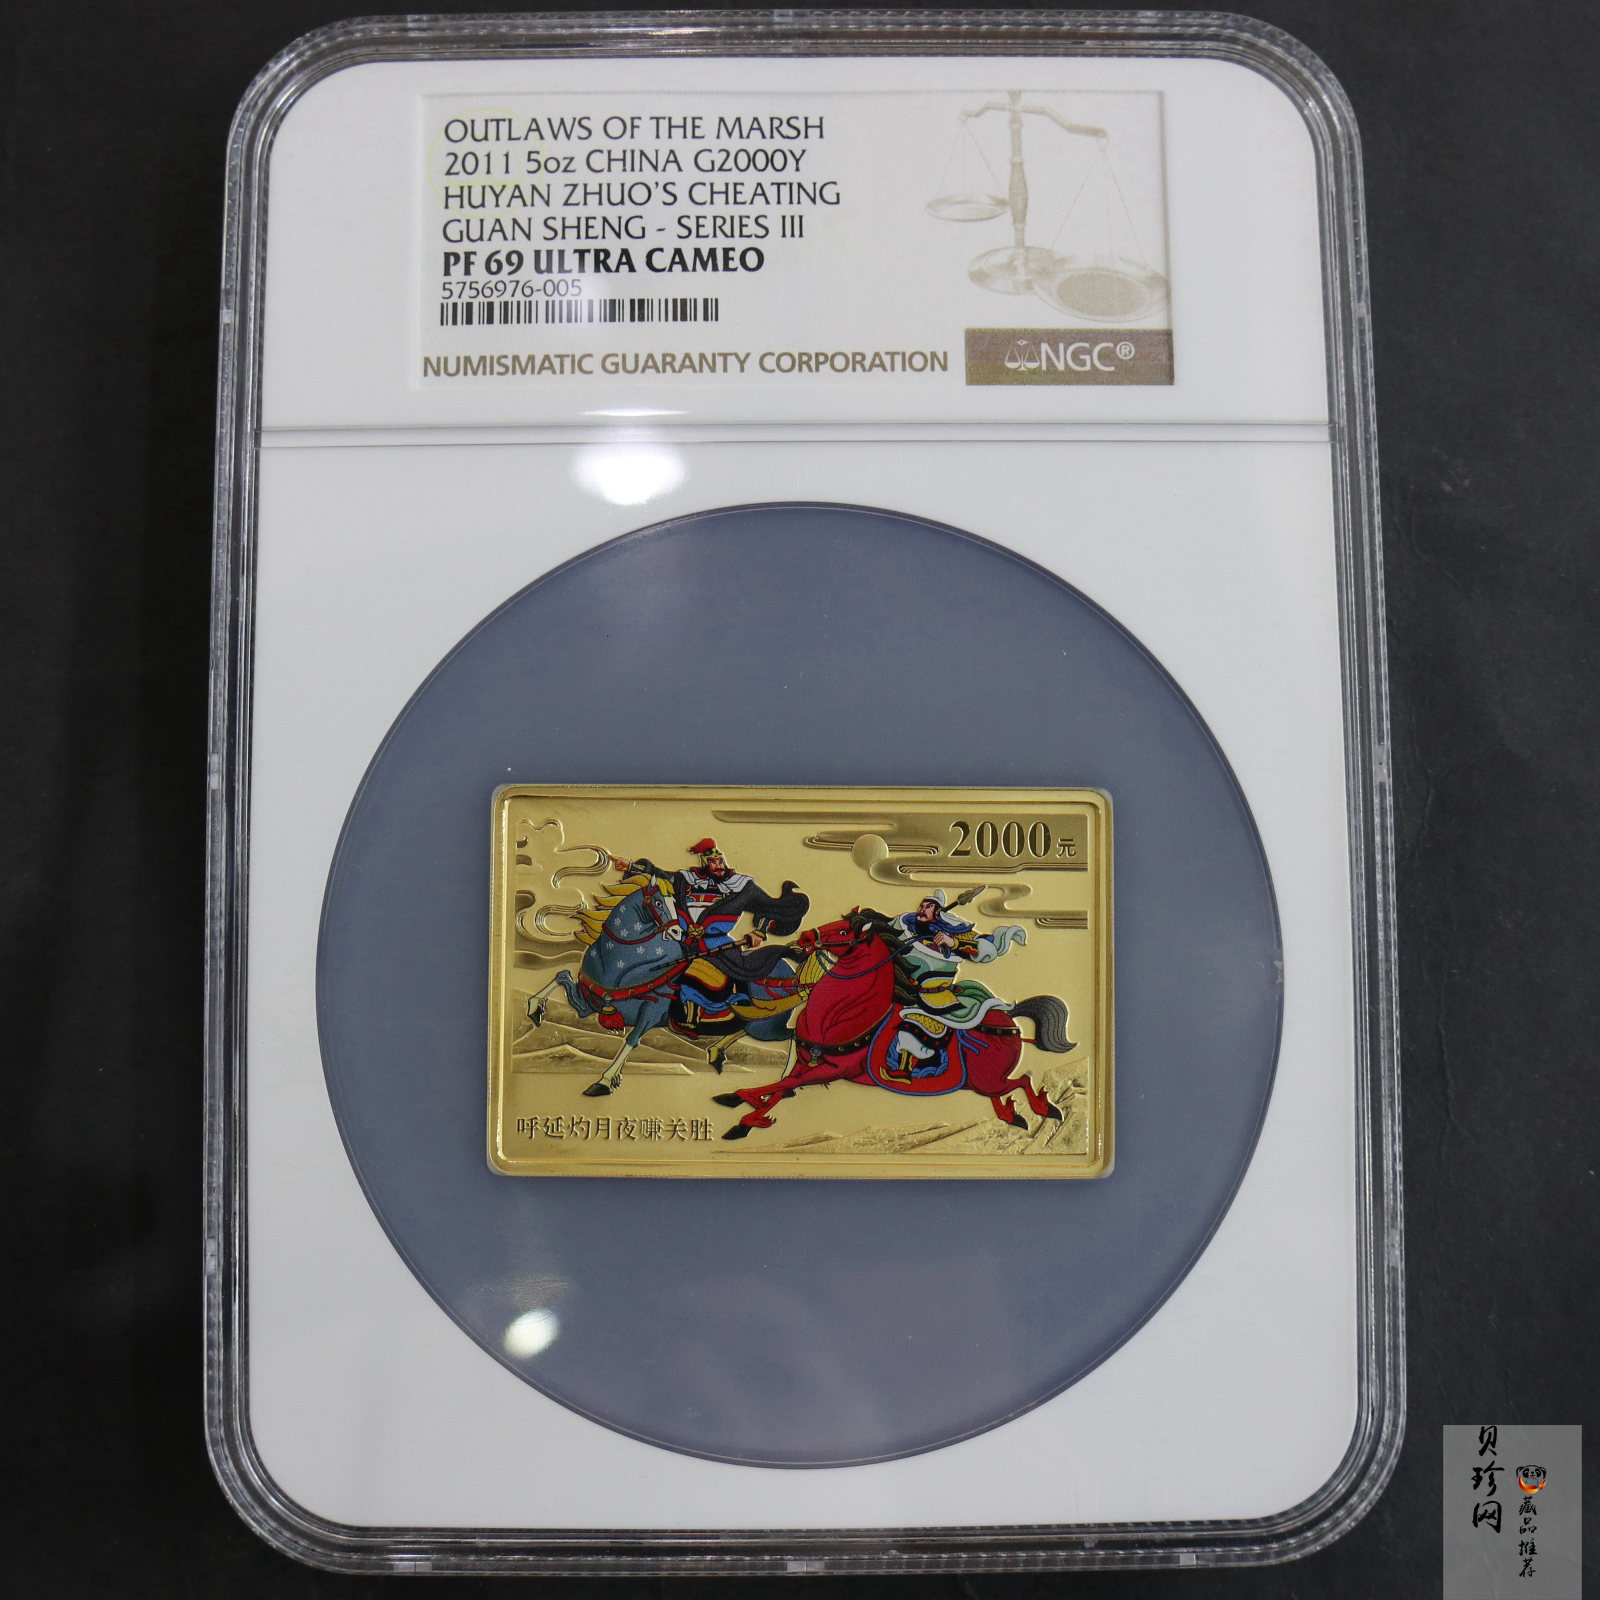 OUTLAWS OF THE MARSH
2011 5oz CHINA G2000Y
HUYAN ZHUO'S CHEATING
GUAN SHENG - SERIES III
PF 69 ULTRA CAMEO
5756976-005
NUMISMATIC GUARANTY CORPORATION
NGC®
2000元
呼延灼月夜赚关胜
贝珍网
藏品推荐